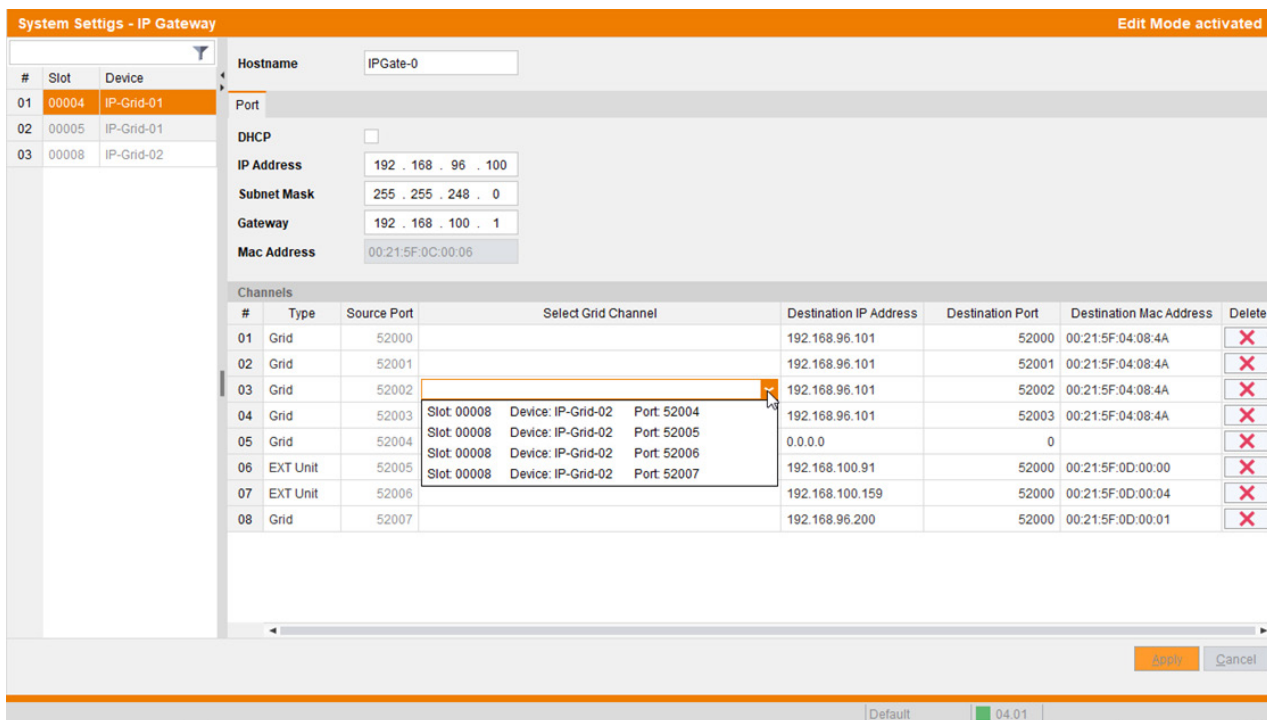 System Settigs - IP Gateway Edit Mode activated
# Slot Device
01 00004 IP-Grid-01
02 00005 IP-Grid-01
03 00008 IP-Grid-02
Hostname IPGate-0
Port
DHCP
IP Address 192 . 168 . 96 . 100
Subnet Mask 255 . 255 . 248 . 0
Gateway 192 . 168 . 100 . 1
Mac Address 00:21:5F:0C:00:06
Channels
# Type Source Port Select Grid Channel Destination IP Address Destination Port Destination Mac Address Delete
01 Grid 52000 192.168.96.101 52000 00:21:5F:04:08:4A
02 Grid 52001 192.168.96.101 52001 00:21:5F:04:08:4A
03 Grid 52002 192.168.96.101 52002 00:21:5F:04:08:4A
04 Grid 52003 Slot: 00008 Device: IP-Grid-02 Port: 52004 192.168.96.101 52003 00:21:5F:04:08:4A
Slot: 00008 Device: IP-Grid-02 Port: 52005
05 Grid 52004 0.0.0.0 0
Slot: 00008 Device: IP-Grid-02 Port: 52006
06 EXT Unit 52005 192.168.100.91 52000 00:21:5F:0D:00:00
Slot: 00008 Device: IP-Grid-02 Port: 52007
07 EXT Unit 52006 192.168.100.159 52000 00:21:5F:0D:00:04
08 Grid 52007 192.168.96.200 52000 00:21:5F:0D:00:01
Apply Cancel
Default 04.01